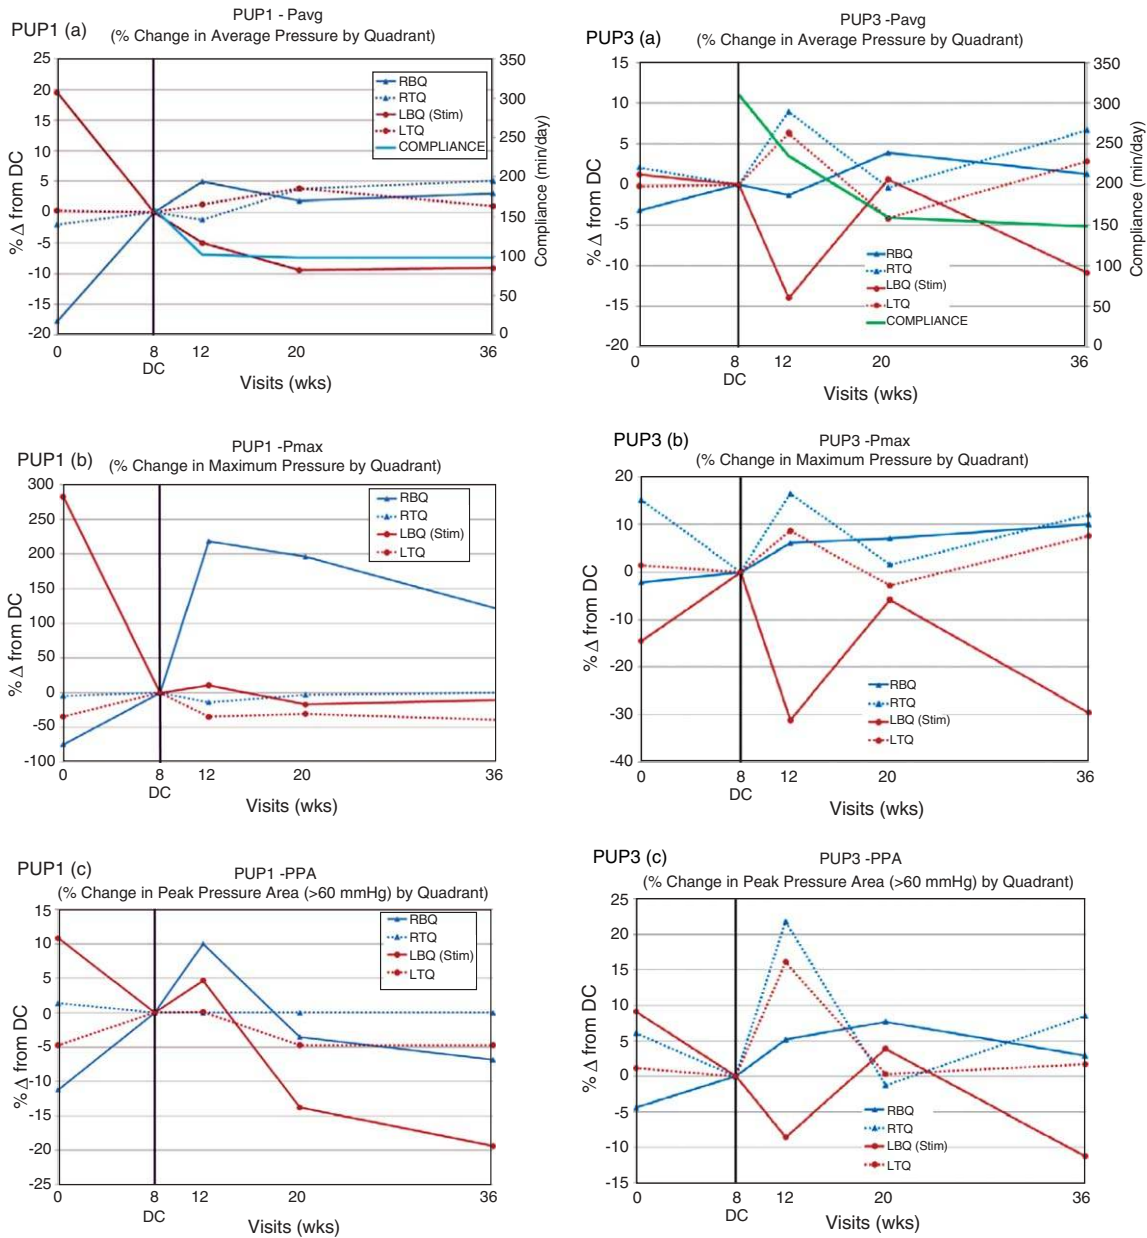 PUP1 (a)
PUP1 - Pavg
(% Change in Average Pressure by Quadrant)
25
20
15
10
5
0
-5
-10
-15
-20
% Δ from DC
350
300
250
200
150
100
50
0
Compliance (min/day)
RBQ
RTQ
LBQ (Stim)
LTQ
COMPLIANCE
0
8
12
20
36
DC
Visits (wks)
PUP3 (a)
PUP3 -Pavg
(% Change in Average Pressure by Quadrant)
15
10
5
0
-5
-10
-15
-20
% Δ from DC
350
300
250
200
150
100
50
0
Compliance (min/day)
RBQ
RTQ
LBQ (Stim)
LTQ
COMPLIANCE
0
8
12
20
36
DC
Visits (wks)
PUP1 (b)
PUP1 -Pmax
(% Change in Maximum Pressure by Quadrant)
300
250
200
150
100
50
0
-50
-100
% Δ from DC
RBQ
RTQ
LBQ (Stim)
LTQ
0
8
12
20
36
DC
Visits (wks)
PUP3 (b)
PUP3 -Pmax
(% Change in Maximum Pressure by Quadrant)
20
10
0
-10
-20
-30
-40
% Δ from DC
RBQ
RTQ
LBQ (Stim)
LTQ
0
8
12
20
36
DC
Visits (wks)
PUP1 (c)
PUP1 -PPA
(% Change in Peak Pressure Area (>60 mmHg) by Quadrant)
15
10
5
0
-5
-10
-15
-20
-25
% Δ from DC
RBQ
RTQ
LBQ (Stim)
LTQ
0
8
12
20
36
DC
Visits (wks)
PUP3 (c)
PUP3 -PPA
(% Change in Peak Pressure Area (>60 mmHg) by Quadrant)
25
20
15
10
5
0
-5
-10
-15
% Δ from DC
RBQ
RTQ
LBQ (Stim)
LTQ
0
8
12
20
36
DC
Visits (wks)